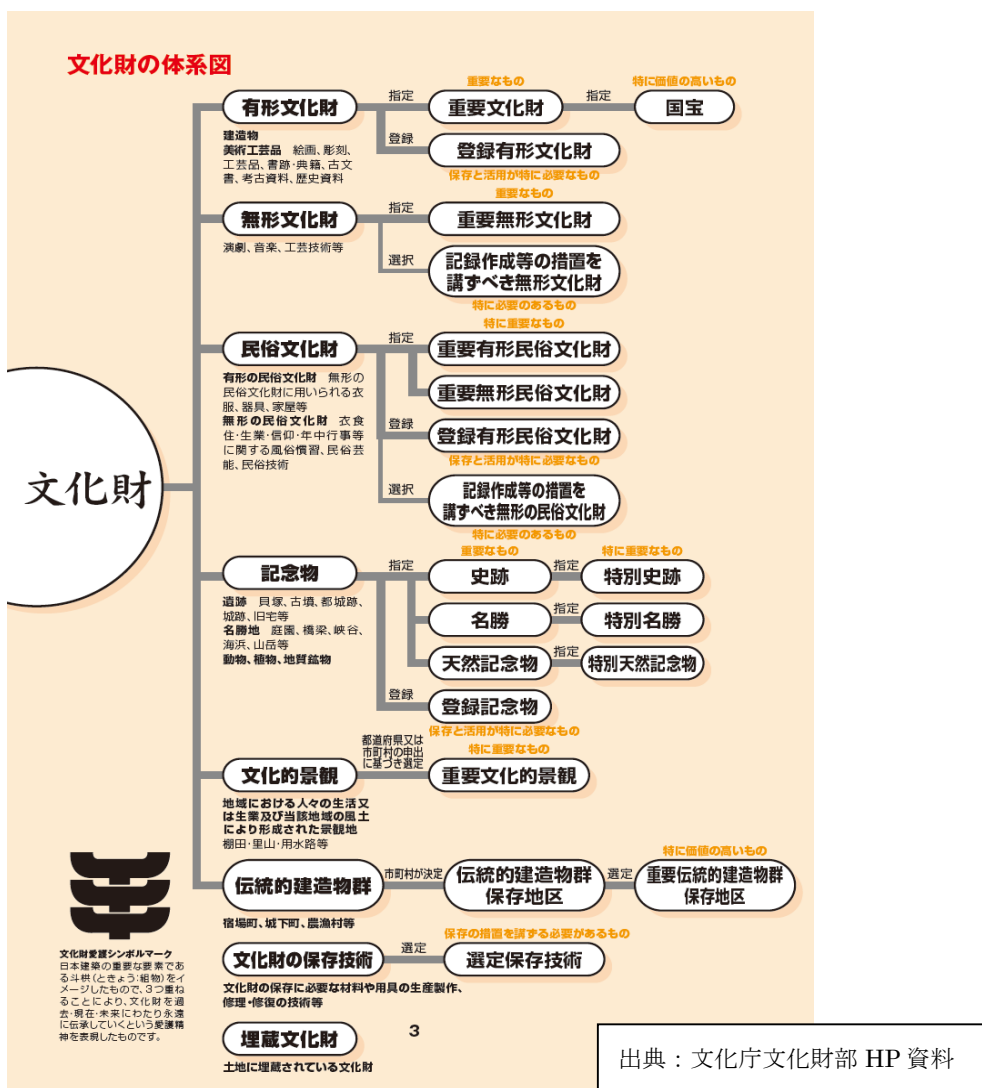 文化財の体系図
重要なもの
特に価値の高いもの
有形文化財
指定
重要文化財
指定
国宝
建造物
美術工芸品 絵画、彫刻、
工芸品、書跡・典籍、古文
書、考古資料、歴史資料
登録
登録有形文化財
保存と活用が特に必要なもの
重要なもの
無形文化財
指定
重要無形文化財
演劇、音楽、工芸技術等
選択
記録作成等の措置を
講ずべき無形文化財
特に必要のあるもの
特に重要なもの
民俗文化財
指定
重要有形民俗文化財
有形の民俗文化財 無形の
民俗文化財に用いられる衣
服、器具、家屋等
無形の民俗文化財 衣食
住・生業・信仰・年中行事等
に関する風俗慣習、民俗芸
能、民俗技術
重要無形民俗文化財
登録
登録有形民俗文化財
保存と活用が特に必要なもの
選択
記録作成等の措置を
講ずべき無形の民俗文化財
特に必要のあるもの
文化財
重要なもの
特に重要なもの
記念物
指定
史跡
指定
特別史跡
遺跡 貝塚、古墳、都城跡、
城跡、旧宅等
名勝地 庭園、橋梁、峡谷、
海浜、山岳等
動物、植物、地質鉱物
名勝
指定
特別名勝
天然記念物
指定
特別天然記念物
登録
登録記念物
保存と活用が特に必要なもの
特に重要なもの
文化的景観
都道府県又は
市町村の申出
に基づき選定
重要文化的景観
地域における人々の生活又
は生業及び当該地域の風土
により形成された景観地
棚田・里山・用水路等
特に価値の高いもの
伝統的建造物群
市町村が決定
伝統的建造物群
保存地区
選定
重要伝統的建造物群
保存地区
宿場町、城下町、農漁村等
保存の措置を講ずる必要があるもの
文化財の保存技術
選定
選定保存技術
文化財の保存に必要な材料や用具の生産製作、
修理・修復の技術等
埋蔵文化財
土地に埋蔵されている文化財
文化財愛護シンボルマーク
日本建築の重要な要素であ
る斗栱(ときょう:組物)をイ
メージしたもので、3つ重ね
ることにより、文化財を過
去・現在・未来にわたり永遠
に伝承していくという愛護精
神を表現したものです。
3
出典：文化庁文化財部 HP 資料